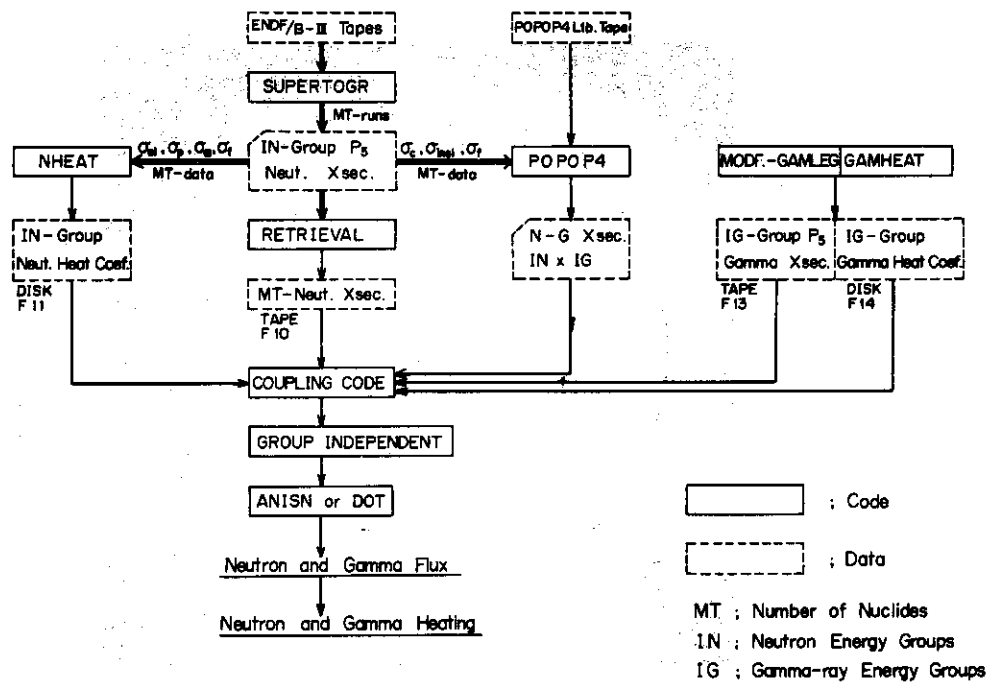 ENDF/B-III Tapes
POPOP4 Lib. Tape
SUPERTOGR
MT-runs
IN-Group P5
Neut. Xsec.
σel, σp, σα, σf
MT-data
σc, σinel, σf
MT-data
NHEAT
POPOP4
MODF.-GAMLEG
GAMHEAT
IN-Group
Neut. Heat Coef.
DISK
F11
RETRIEVAL
MT-Neut. Xsec.
TAPE
F10
N-G Xsec.
IN x IG
IG-Group P5
Gamma Xsec.
TAPE
F13
IG-Group
Gamma Heat Coef.
DISK
F14
COUPLING CODE
GROUP INDEPENDENT
ANISN or DOT
Neutron and Gamma Flux
Neutron and Gamma Heating
; Code
; Data
MT ; Number of Nuclides
IN ; Neutron Energy Groups
IG ; Gamma-ray Energy Groups